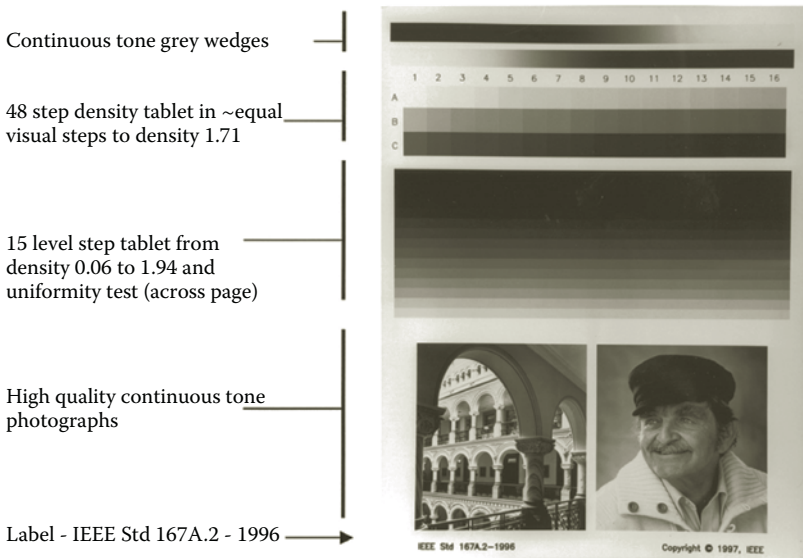 Continuous tone grey wedges
1 2 3 4 5 6 7 8 9 10 11 12 13 14 15 16
A
48 step density tablet in ~equal
B
visual steps to density 1.71
C
15 level step tablet from
density 0.06 to 1.94 and
uniformity test (across page)
High quality continuous tone
photographs
Label - IEEE Std 167A.2 - 1996
IEEE Std 167A.2-1996
Copyright © 1997, IEEE